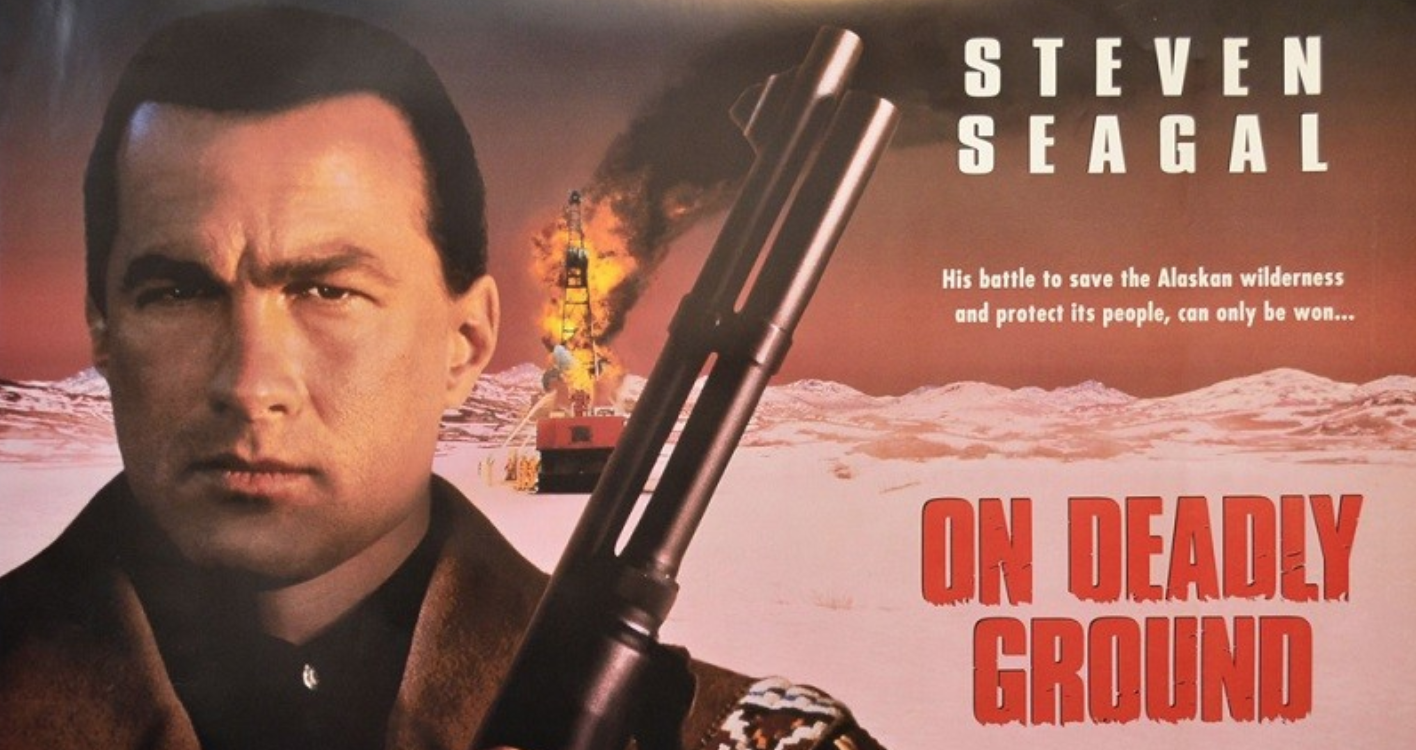 STEVEN
SEAGAL
His battle to save the Alaskan wilderness
and protect its people, can only be won...
ON DEADLY
GROUND